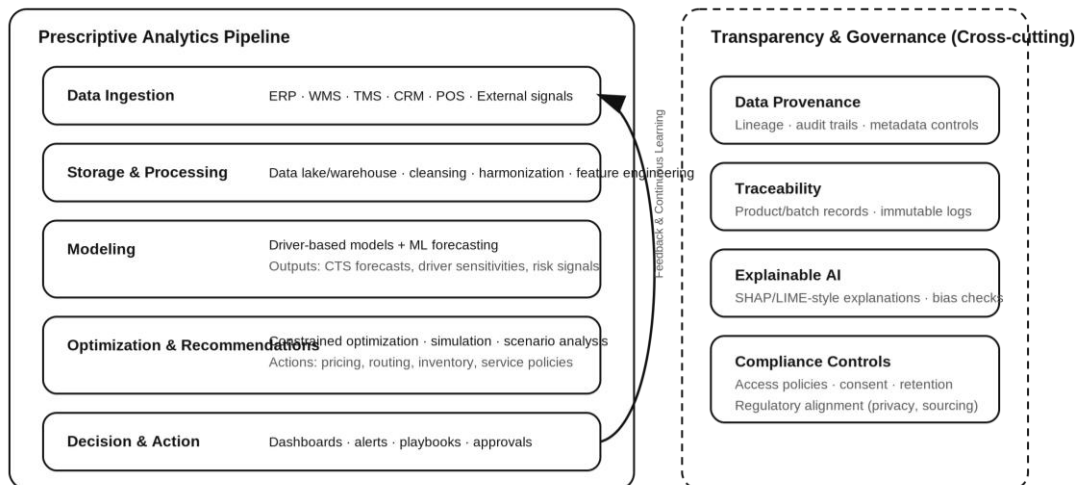 Prescriptive Analytics Pipeline
Data Ingestion
ERP · WMS · TMS · CRM · POS · External signals
Storage & Processing
Data lake/warehouse · cleansing · harmonization · feature engineering
Modeling
Driver-based models + ML forecasting
Outputs: CTS forecasts, driver sensitivities, risk signals
Optimization & Recommendations
Constrained optimization · simulation · scenario analysis
Actions: pricing, routing, inventory, service policies
Decision & Action
Dashboards · alerts · playbooks · approvals
Feedback & Continuous Learning
Transparency & Governance (Cross-cutting)
Data Provenance
Lineage · audit trails · metadata controls
Traceability
Product/batch records · immutable logs
Explainable AI
SHAP/LIME-style explanations · bias checks
Compliance Controls
Access policies · consent · retention
Regulatory alignment (privacy, sourcing)